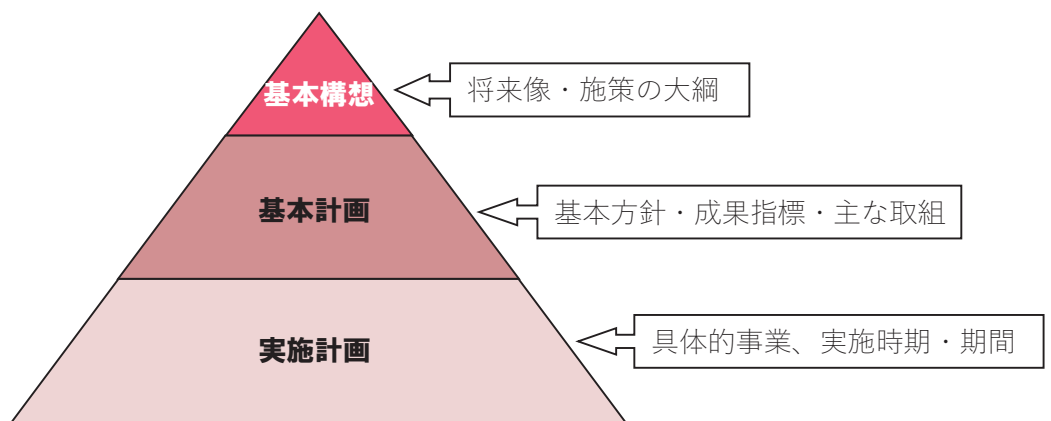 基本構想
将来像・施策の大綱
基本計画
基本方針・成果指標・主な取組
実施計画
具体的事業、実施時期・期間